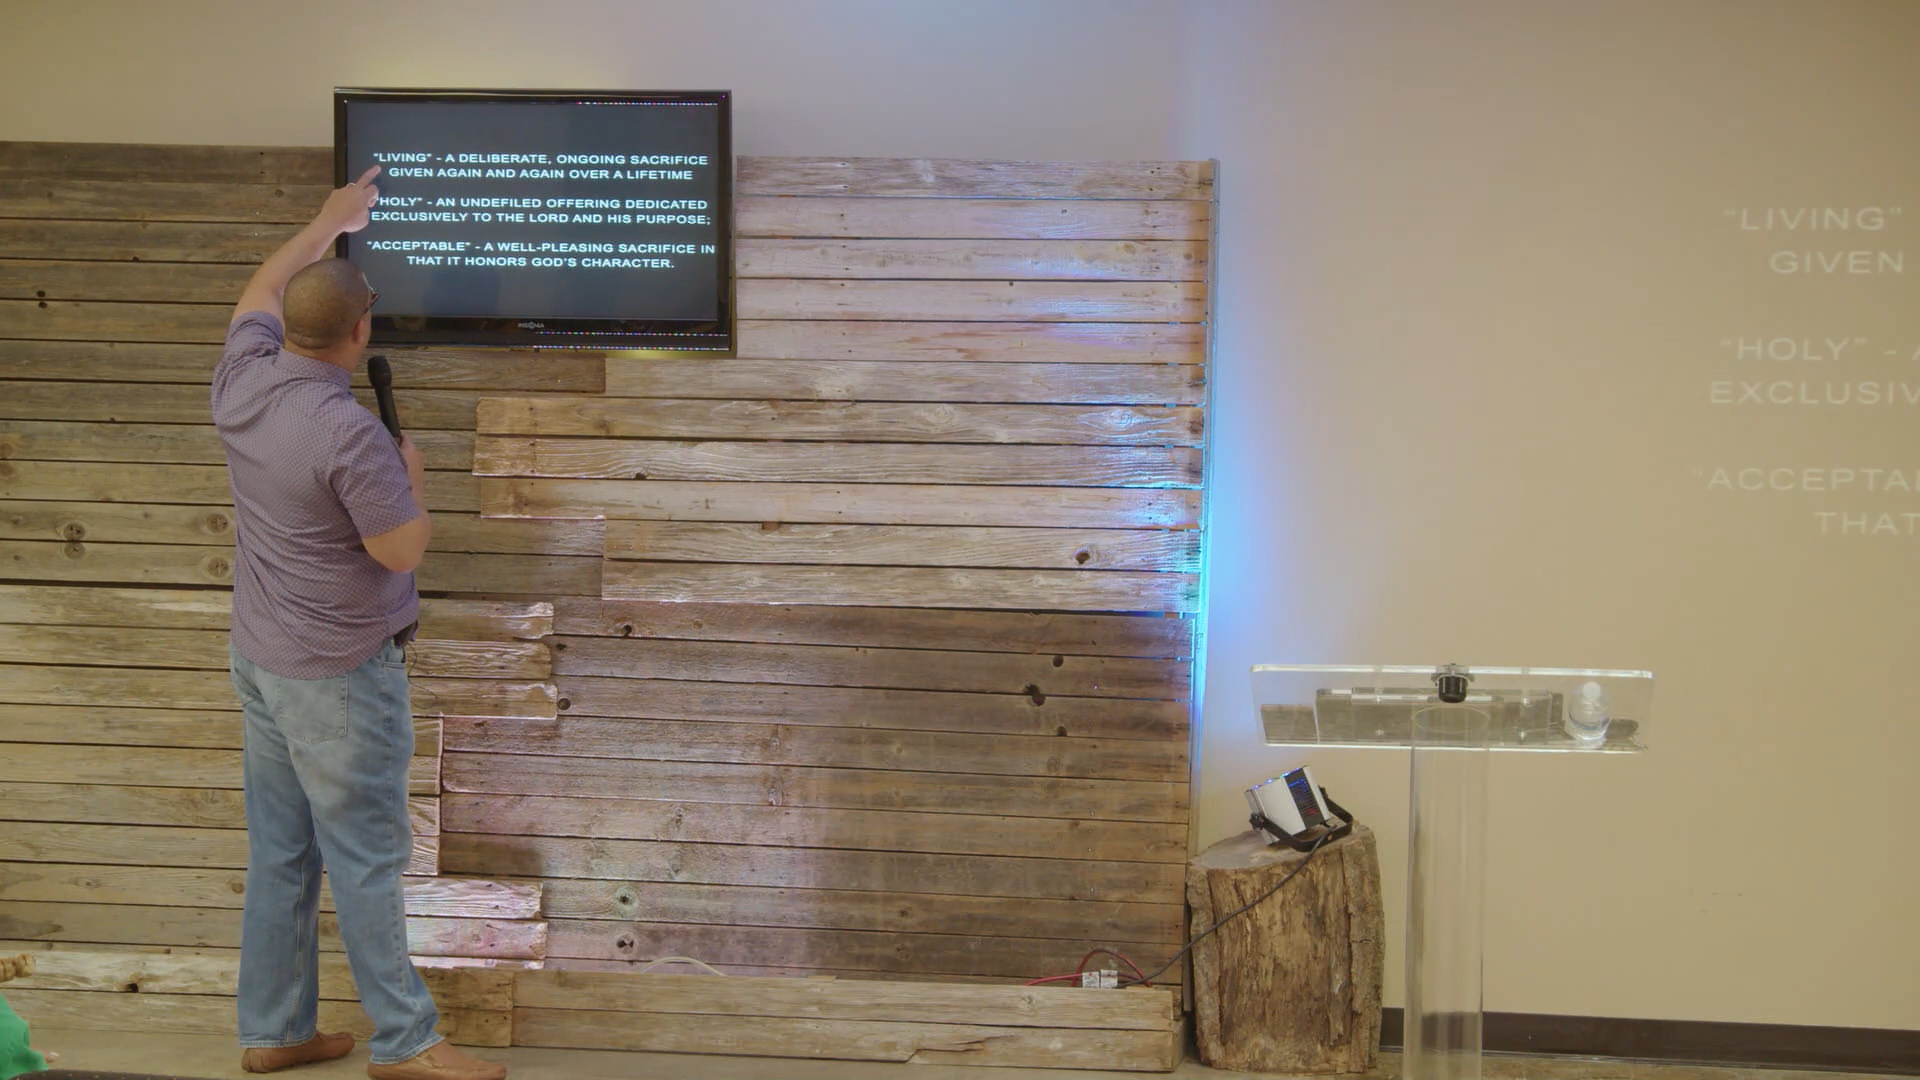 "LIVING" - A DELIBERATE, ONGOING SACRIFICE
GIVEN AGAIN AND AGAIN OVER A LIFETIME
"HOLY" - AN UNDEFILED OFFERING DEDICATED
EXCLUSIVELY TO THE LORD AND HIS PURPOSE;
"ACCEPTABLE" - A WELL-PLEASING SACRIFICE IN
THAT IT HONORS GOD'S CHARACTER.
INSIGNIA
"LIVING"
GIVEN
"HOLY" - A
EXCLUSIV
"ACCEPTA
THAT